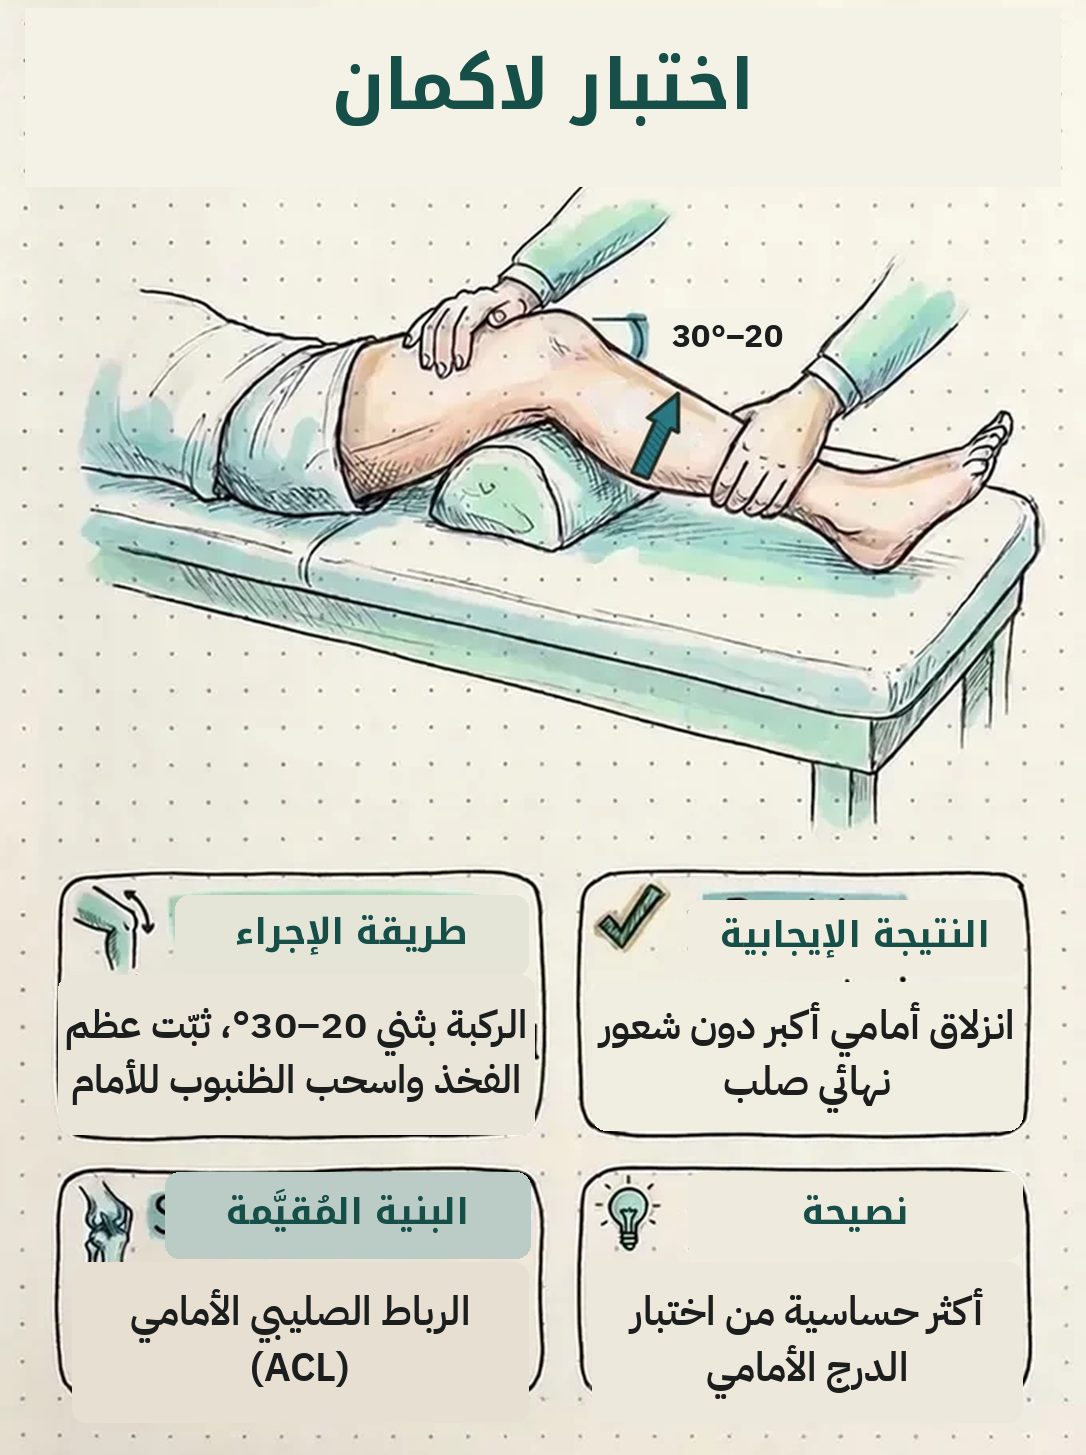 اختبار لاكمان
20–30°
النتيجة الإيجابية
انزلاق أمامي أكبر دون شعور
نهائي صلب
طريقة الإجراء
الركبة بثني 20–30°، ثبّت عظم
الفخذ واسحب الظنبوب للأمام
نصيحة
أكثر حساسية من اختبار
الدرج الأمامي
البنية المُقيَّمة
الرباط الصليبي الأمامي
(ACL)